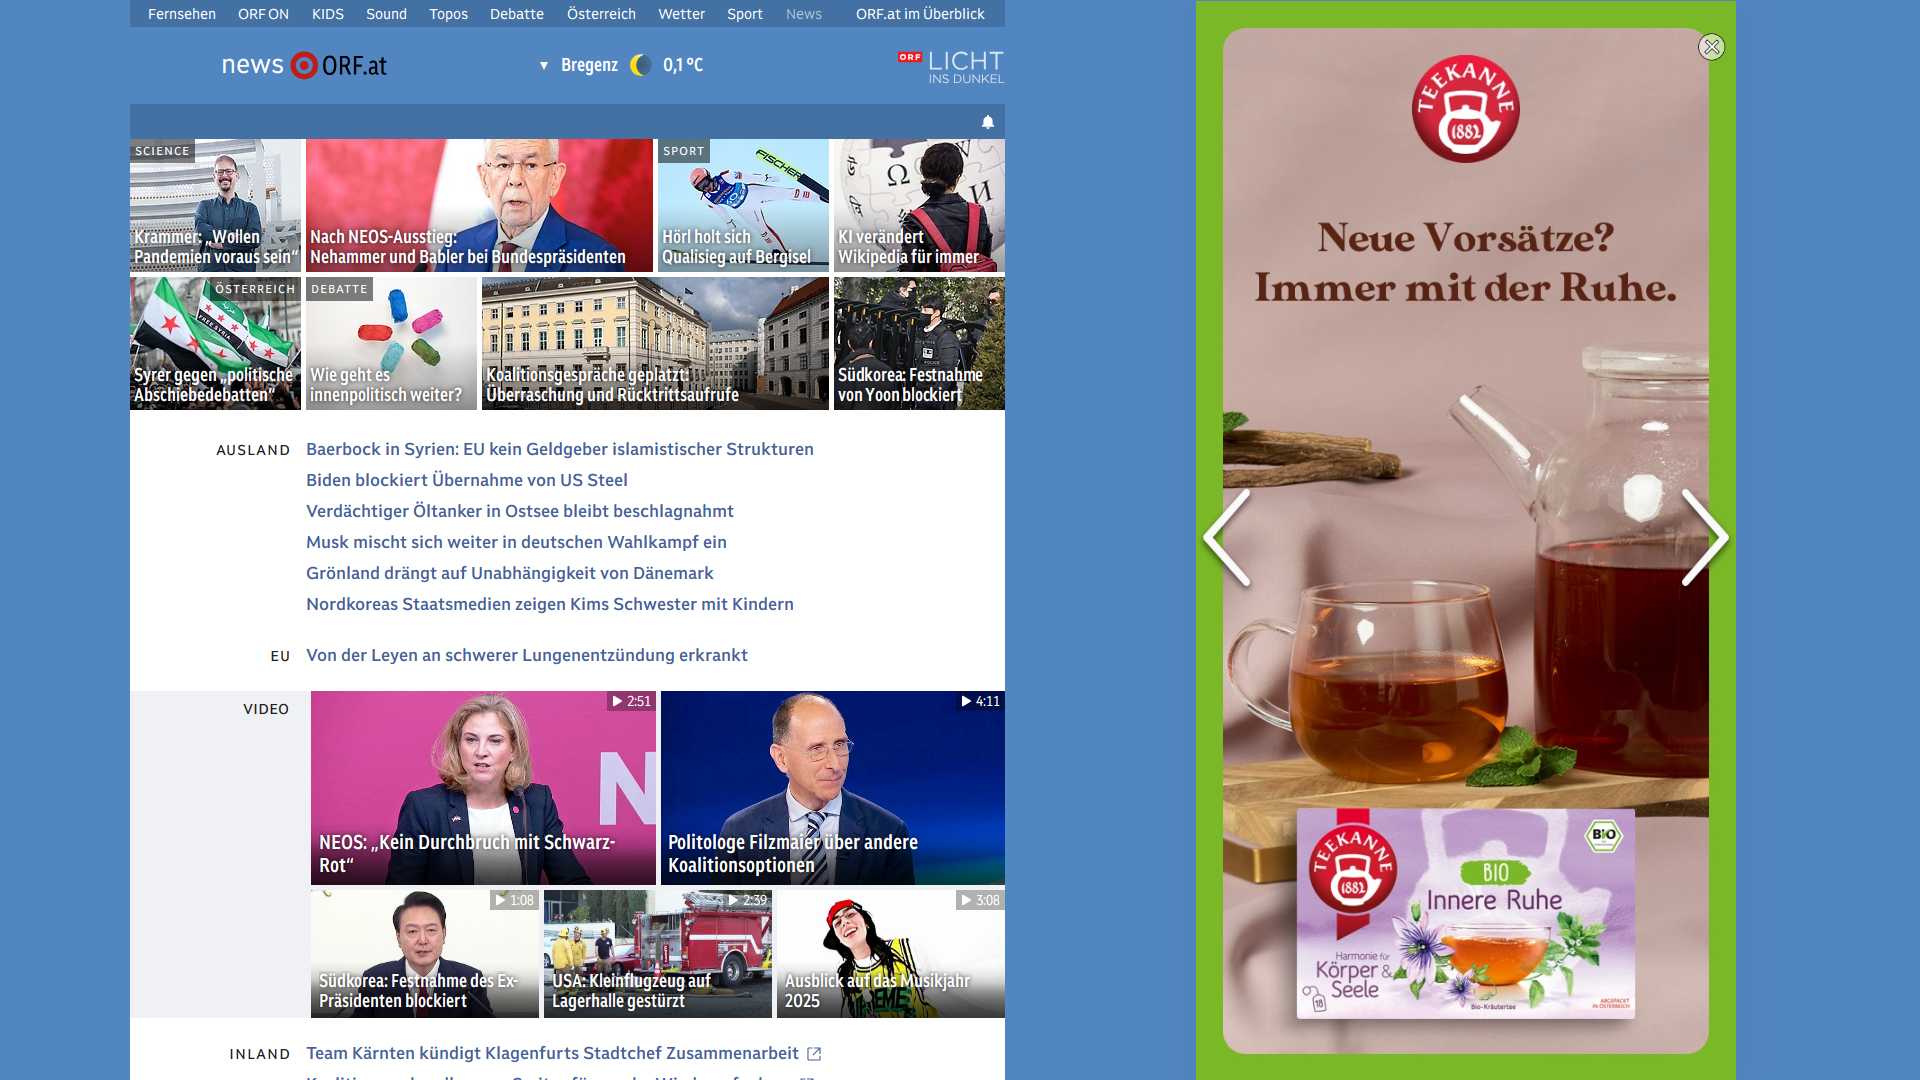 Fernsehen ORF ON KIDS Sound Topos Debatte Österreich Wetter Sport News ORF.at im Überblick
news ORF.at
Bregenz 0,1 °C
ORF LICHT
INS DUNKEL
SCIENCE
Krammer: „Wollen
Pandemien voraus sein“
Nach NEOS-Ausstieg:
Nehammer und Babler bei Bundespräsidenten
SPORT
FISCHER
Hörl holt sich
Qualisieg auf Bergisel
Ω
W
И
KI verändert
Wikipedia für immer
ÖSTERREICH
FREE SYRIA
Syrer gegen „politische
Abschiebedebatten“
DEBATTE
Wie geht es
innenpolitisch weiter?
Koalitionsgespräche geplatzt:
Überraschung und Rücktrittsaufrufe
POLICE
Südkorea: Festnahme
von Yoon blockiert
AUSLAND
Baerbock in Syrien: EU kein Geldgeber islamistischer Strukturen
Biden blockiert Übernahme von US Steel
Verdächtiger Öltanker in Ostsee bleibt beschlagnahmt
Musk mischt sich weiter in deutschen Wahlkampf ein
Grönland drängt auf Unabhängigkeit von Dänemark
Nordkoreas Staatsmedien zeigen Kims Schwester mit Kindern
EU
Von der Leyen an schwerer Lungenentzündung erkrankt
VIDEO
2:51
N
NEOS: „Kein Durchbruch mit Schwarz-
Rot“
4:11
Politologe Filzmaier über andere
Koalitionsoptionen
1:08
Südkorea: Festnahme des Ex-
Präsidenten blockiert
2:39
USA: Kleinflugzeug auf
Lagerhalle gestürzt
3:08
Ausblick auf das Musikjahr
2025
INLAND
Team Kärnten kündigt Klagenfurts Stadtchef Zusammenarbeit
TEEKANNE
1882
Neue Vorsätze?
Immer mit der Ruhe.
TEEKANNE
1882
BIO
BIO
Innere Ruhe
Harmonie für
Körper &
Seele
18
Bio-Kräutertee
ABGEPACKT
IN ÖSTERREICH